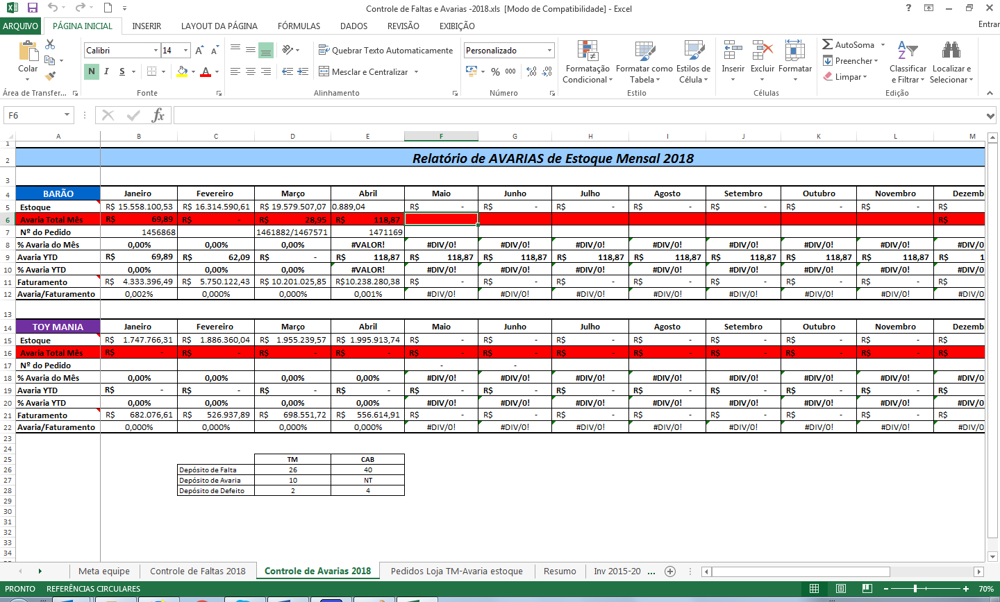 Controle de Faltas e Avarias -2018.xls [Modo de Compatibilidade] - Excel
ARQUIVO PÁGINA INICIAL INSERIR LAYOUT DA PÁGINA FÓRMULAS DADOS REVISÃO EXIBIÇÃO Entrar
Colar Calibri 14 Quebrar Texto Automaticamente Personalizado Formatação Condicional Formatar como Tabela Estilos de Célula Inserir Excluir Formatar AutoSoma Preencher Limpar Classificar e Filtrar Localizar e Selecionar
N I S Mesclar e Centralizar % 000
Área de Transfer... Fonte Alinhamento Número Estilo Células Edição
F6 fx
A B C D E F G H I J K L M
1
2 Relatório de AVARIAS de Estoque Mensal 2018
3
4 BARÃO Janeiro Fevereiro Março Abril Maio Junho Julho Agosto Setembro Outubro Novembro Dezemb
5 Estoque R$ 15.558.100,53 R$ 16.314.590,61 R$ 19.579.507,07 0.889,04 R$ - R$ - R$ - R$ - R$ - R$ - R$ - R$
6 Avaria Total Mês R$ 69,89 R$ - R$ 28,95 R$ 118,87 R$
7 Nº do Pedido 1456868 1461882/1467571 1471169
8 % Avaria do Mês 0,00% 0,00% 0,00% #VALOR! #DIV/0! #DIV/0! #DIV/0! #DIV/0! #DIV/0! #DIV/0! #DIV/0! #DIV/0
9 Avaria YTD R$ 69,89 R$ 62,09 R$ - R$ 118,87 R$ 118,87 R$ 118,87 R$ 118,87 R$ 118,87 R$ 118,87 R$ 118,87 R$ 118,87 R$ 1
10 % Avaria YTD 0,00% 0,00% 0,00% #VALOR! #DIV/0! #DIV/0! #DIV/0! #DIV/0! #DIV/0! #DIV/0! #DIV/0! #DIV/0
11 Faturamento R$ 4.333.396,49 R$ 5.750.122,43 R$ 10.201.025,85 R$10.238.280,38 R$ - R$ - R$ - R$ - R$ - R$ - R$ - R$
12 Avaria/Faturamento 0,002% 0,000% 0,000% 0,001% #DIV/0! #DIV/0! #DIV/0! #DIV/0! #DIV/0! #DIV/0! #DIV/0! #DIV/0
13
14 TOY MANIA Janeiro Fevereiro Março Abril Maio Junho Julho Agosto Setembro Outubro Novembro Dezemb
15 Estoque R$ 1.747.766,31 R$ 1.886.360,04 R$ 1.955.239,57 R$ 1.995.913,74 R$ - R$ - R$ - R$ - R$ - R$ - R$ - R$
16 Avaria Total Mês R$ - R$ - R$ - R$ - R$ - R$ - R$ - R$ - R$ - R$ - R$ - R$
17 Nº do Pedido - -
18 % Avaria do Mês 0,00% 0,00% 0,00% 0,00% #DIV/0! #DIV/0! #DIV/0! #DIV/0! #DIV/0! #DIV/0! #DIV/0! #DIV/0
19 Avaria YTD R$ - R$ - R$ - R$ - R$ - R$ - R$ - R$ - R$ - R$ - R$ - R$
20 % Avaria YTD 0,00% 0,00% 0,00% 0,00% #DIV/0! #DIV/0! #DIV/0! #DIV/0! #DIV/0! #DIV/0! #DIV/0! #DIV/0
21 Faturamento R$ 682.076,61 R$ 526.937,89 R$ 698.551,72 R$ 556.614,91 R$ - R$ - R$ - R$ - R$ - R$ - R$ - R$
22 Avaria/Faturamento 0,000% 0,000% 0,000% 0,000% #DIV/0! #DIV/0! #DIV/0! #DIV/0! #DIV/0! #DIV/0! #DIV/0! #DIV/0
23
24
25 TM CAB
26 Depósito de Falta 26 40
27 Depósito de Avaria 10 NT
28 Depósito de Defeito 2 4
29
30
31
32
33
34
Meta equipe Controle de Faltas 2018 Controle de Avarias 2018 Pedidos Loja TM-Avaria estoque Resumo Inv 2015-20 ...
PRONTO REFERÊNCIAS CIRCULARES 70%